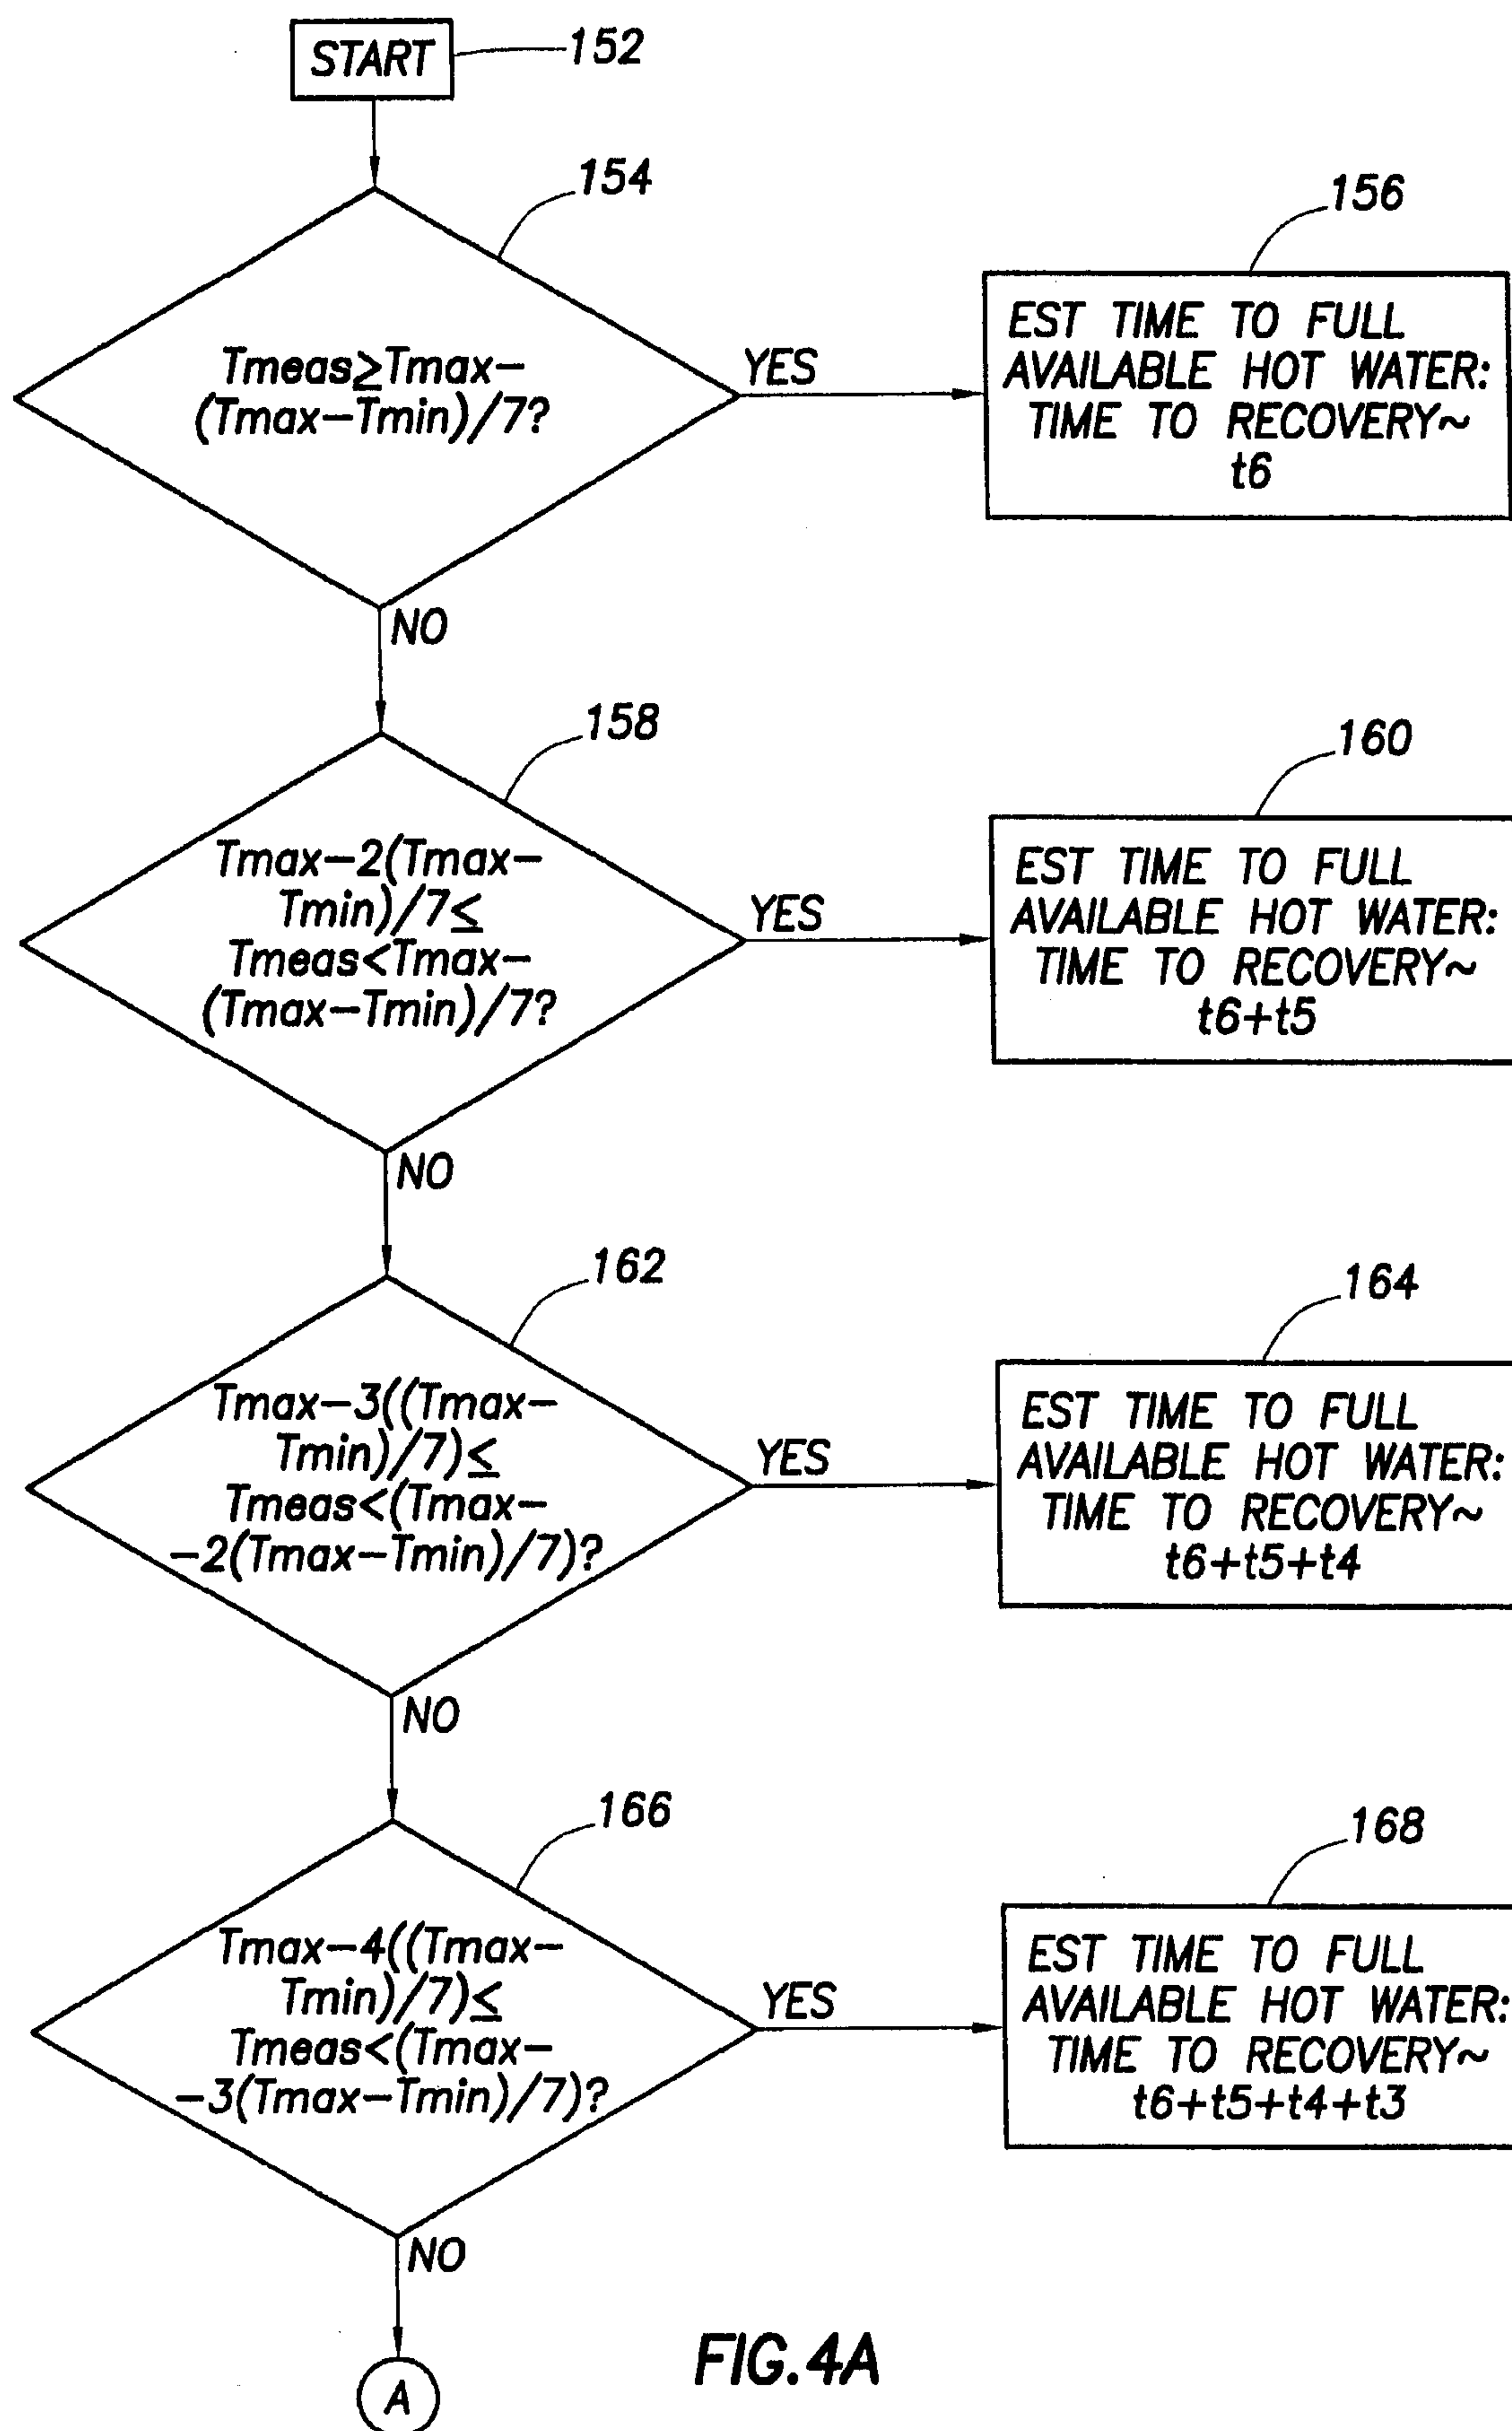 START
152
154
Tmeas≥Tmax–
(Tmax–Tmin)/7?
YES
156
EST TIME TO FULL
AVAILABLE HOT WATER:
TIME TO RECOVERY~
t6
NO
158
Tmax–2(Tmax–
Tmin)/7≤
Tmeas<Tmax–
(Tmax–Tmin)/7?
YES
160
EST TIME TO FULL
AVAILABLE HOT WATER:
TIME TO RECOVERY~
t6+t5
NO
162
Tmax–3((Tmax–
Tmin)/7)≤
Tmeas<(Tmax–
–2(Tmax–Tmin)/7)?
YES
164
EST TIME TO FULL
AVAILABLE HOT WATER:
TIME TO RECOVERY~
t6+t5+t4
NO
166
Tmax–4((Tmax–
Tmin)/7)≤
Tmeas<(Tmax–
–3(Tmax–Tmin)/7)?
YES
168
EST TIME TO FULL
AVAILABLE HOT WATER:
TIME TO RECOVERY~
t6+t5+t4+t3
NO
A
FIG.4A